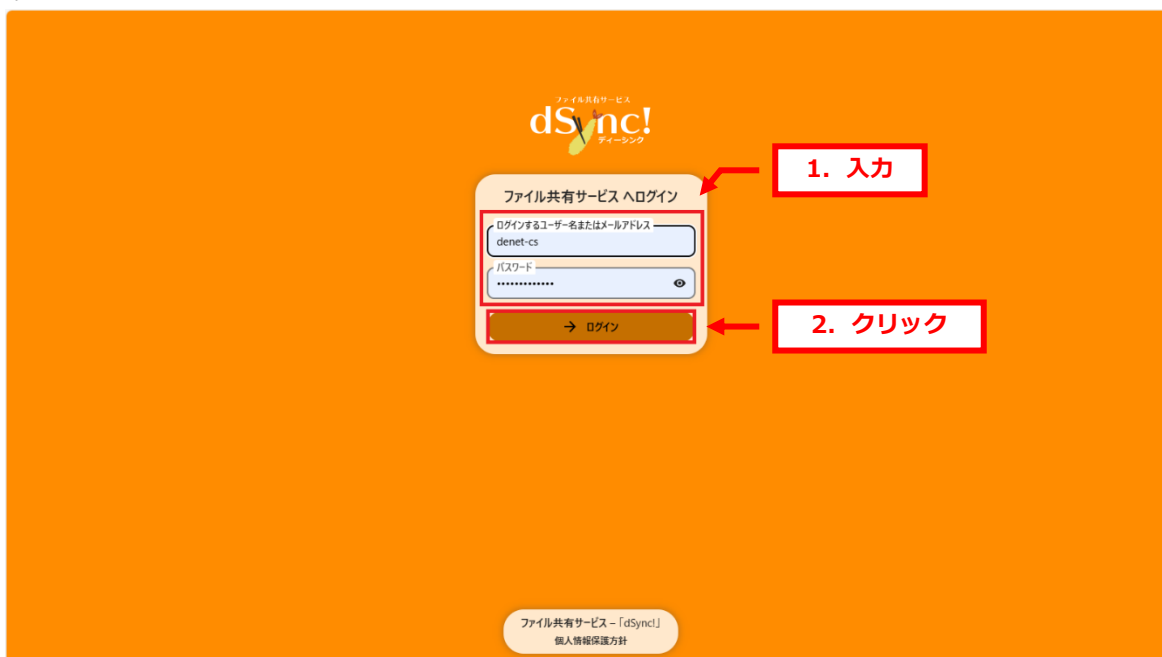 ファイル共有サービス
dSync!
ディーシンク
1. 入力
ファイル共有サービス へログイン
ログインするユーザー名またはメールアドレス
denet-cs
パスワード
•••••••••••••
→ ログイン
2. クリック
ファイル共有サービス – 「dSync!」
個人情報保護方針